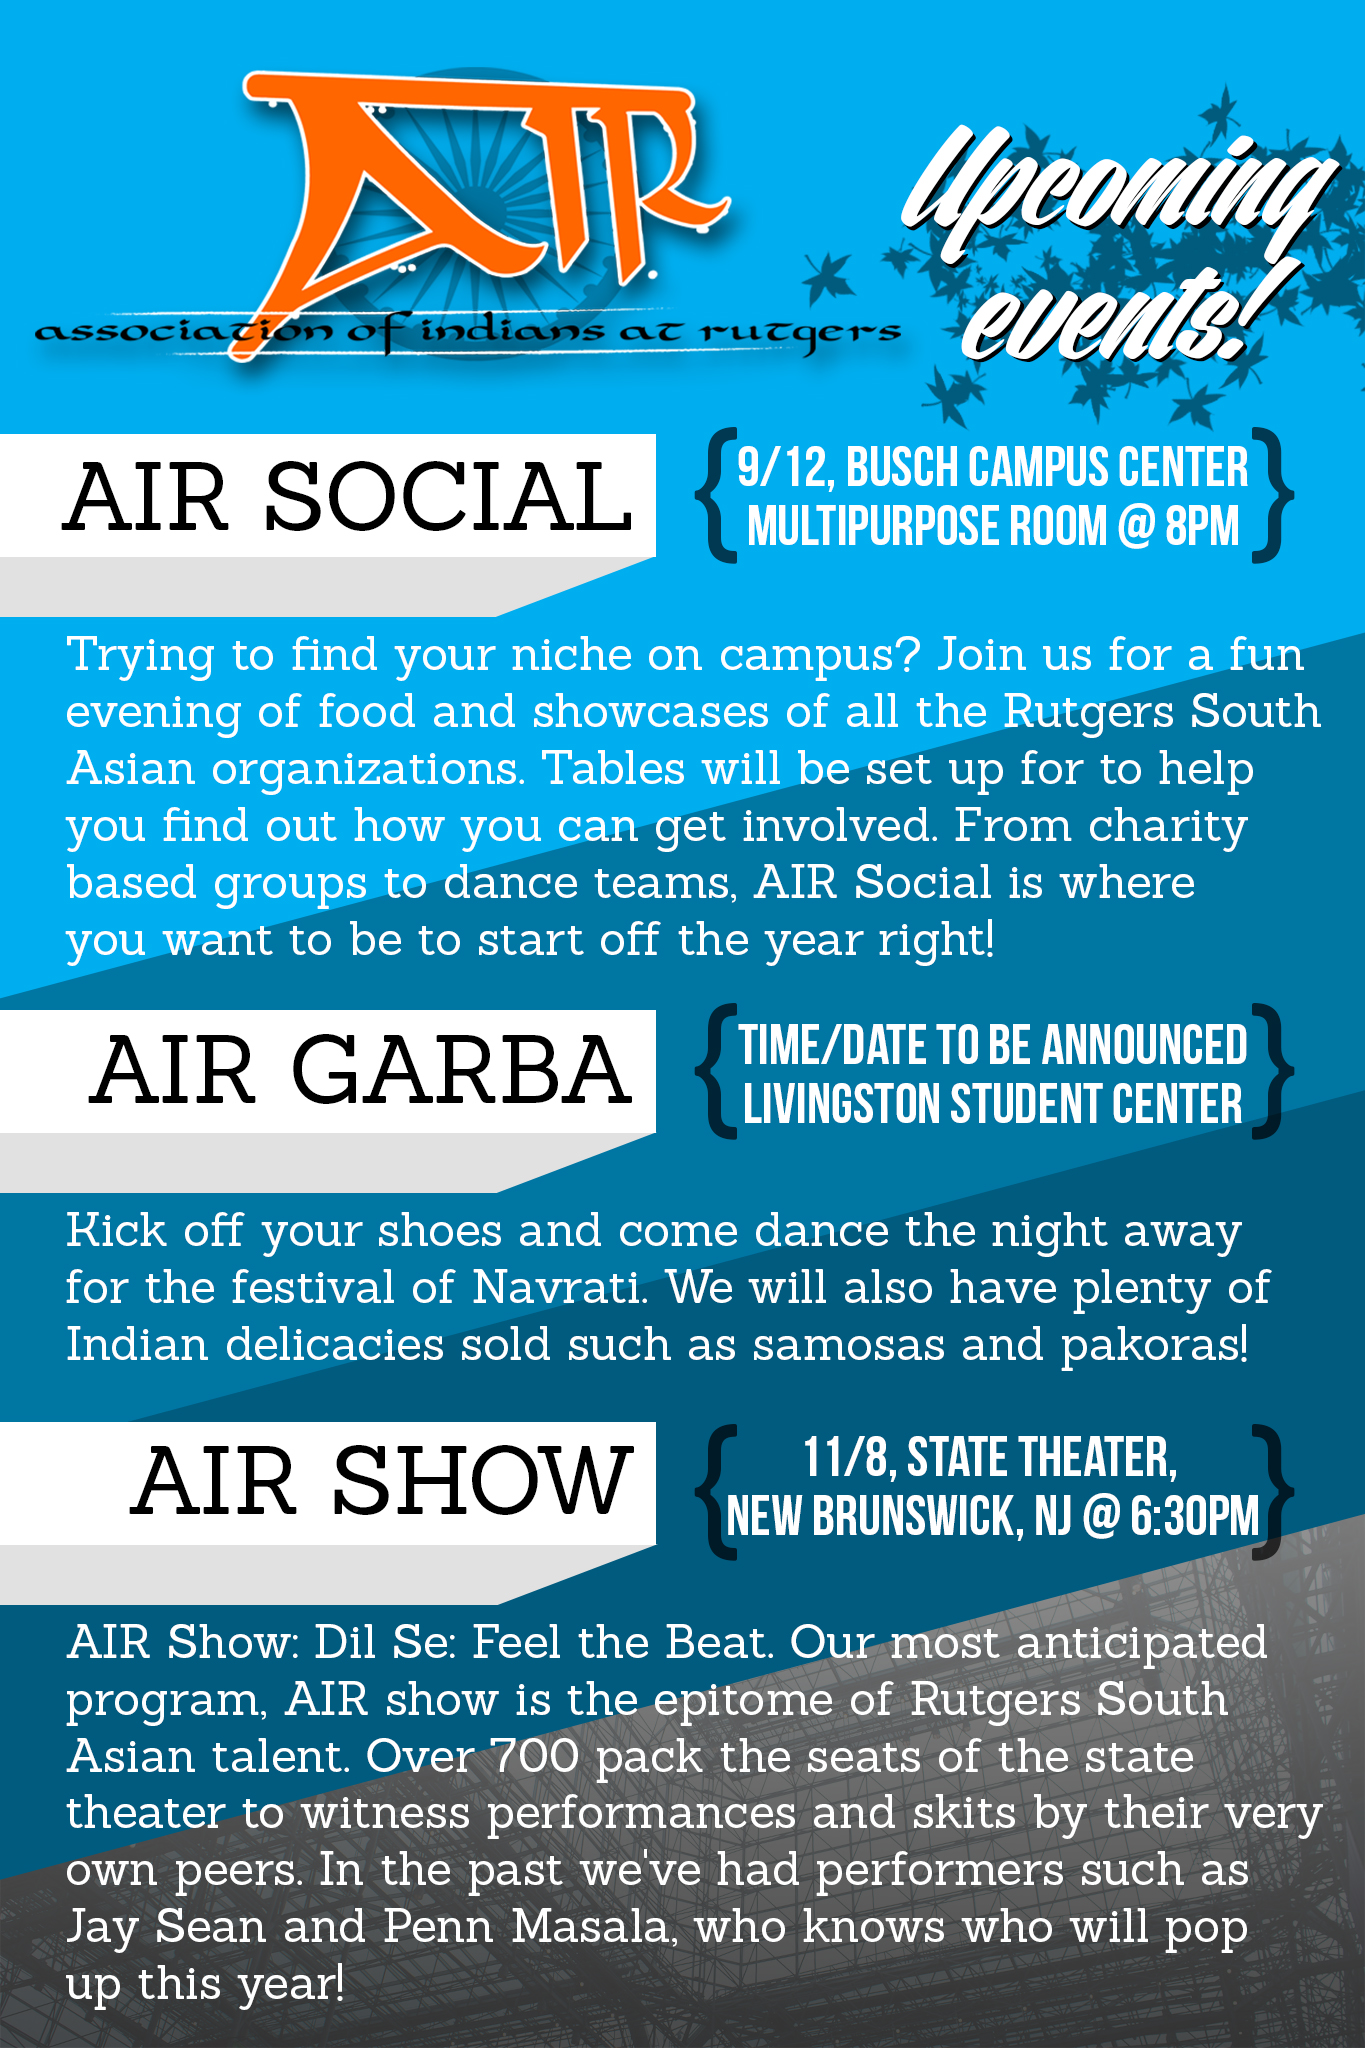 AIR
association of indians at rutgers
Upcoming
events!
AIR SOCIAL
{9/12, BUSCH CAMPUS CENTER
MULTIPURPOSE ROOM @ 8PM}
Trying to find your niche on campus? Join us for a fun
evening of food and showcases of all the Rutgers South
Asian organizations. Tables will be set up for to help
you find out how you can get involved. From charity
based groups to dance teams, AIR Social is where
you want to be to start off the year right!
AIR GARBA
{TIME/DATE TO BE ANNOUNCED
LIVINGSTON STUDENT CENTER}
Kick off your shoes and come dance the night away
for the festival of Navrati. We will also have plenty of
Indian delicacies sold such as samosas and pakoras!
AIR SHOW
{11/8, STATE THEATER,
NEW BRUNSWICK, NJ @ 6:30PM}
AIR Show: Dil Se: Feel the Beat. Our most anticipated
program, AIR show is the epitome of Rutgers South
Asian talent. Over 700 pack the seats of the state
theater to witness performances and skits by their very
own peers. In the past we've had performers such as
Jay Sean and Penn Masala, who knows who will pop
up this year!